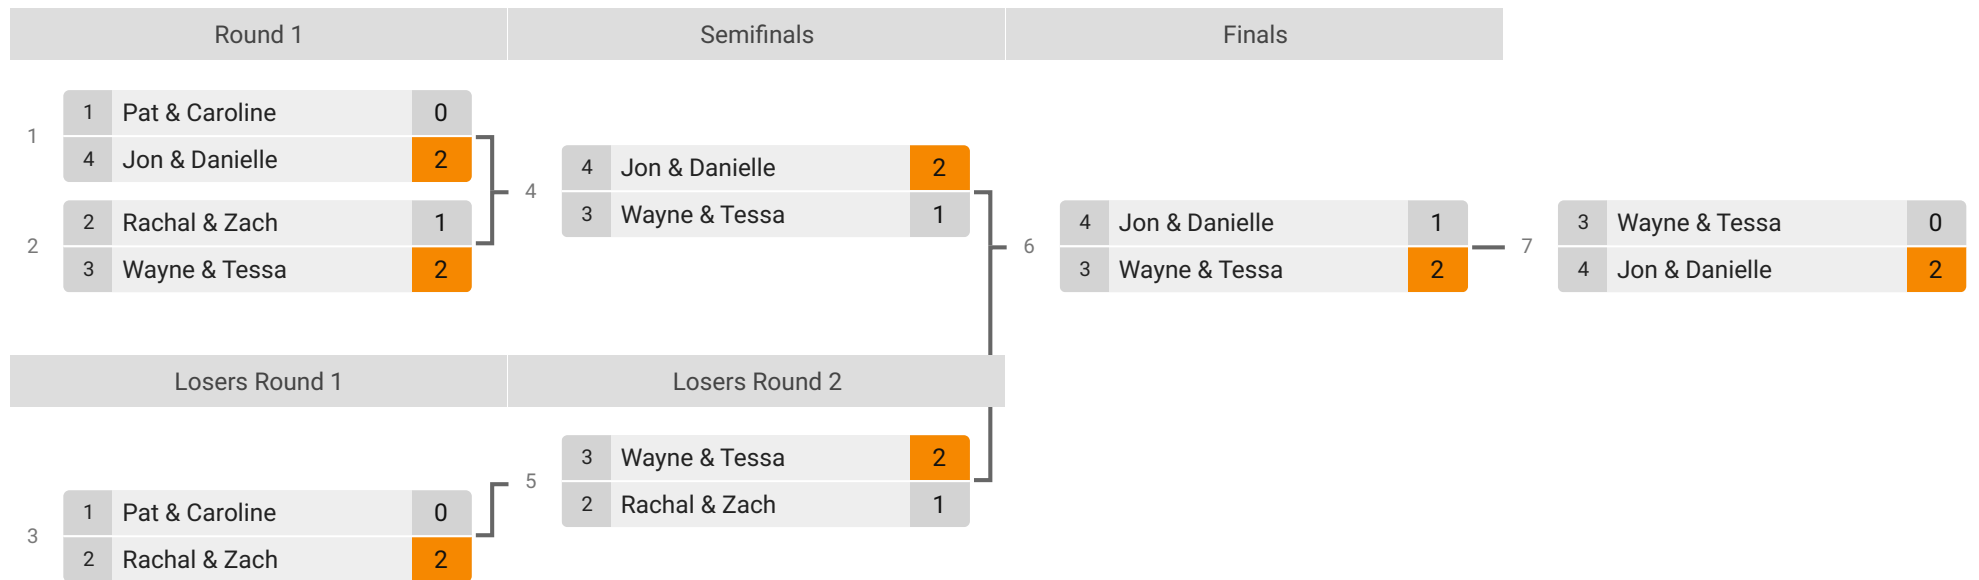 Round 1 Semifinals Finals
1
1 Pat & Caroline 0
4 Jon & Danielle 2
2
2 Rachal & Zach 1
3 Wayne & Tessa 2
4
4 Jon & Danielle 2
3 Wayne & Tessa 1
6
4 Jon & Danielle 1
3 Wayne & Tessa 2
7
3 Wayne & Tessa 0
4 Jon & Danielle 2
Losers Round 1 Losers Round 2
3
1 Pat & Caroline 0
2 Rachal & Zach 2
5
3 Wayne & Tessa 2
2 Rachal & Zach 1